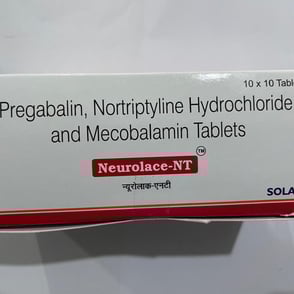 10 x 10 Tabl
Pregabalin, Nortriptyline Hydrochloride
and Mecobalamin Tablets
Neurolace-NT™
न्यूरोलाक-एनटी
SOLA